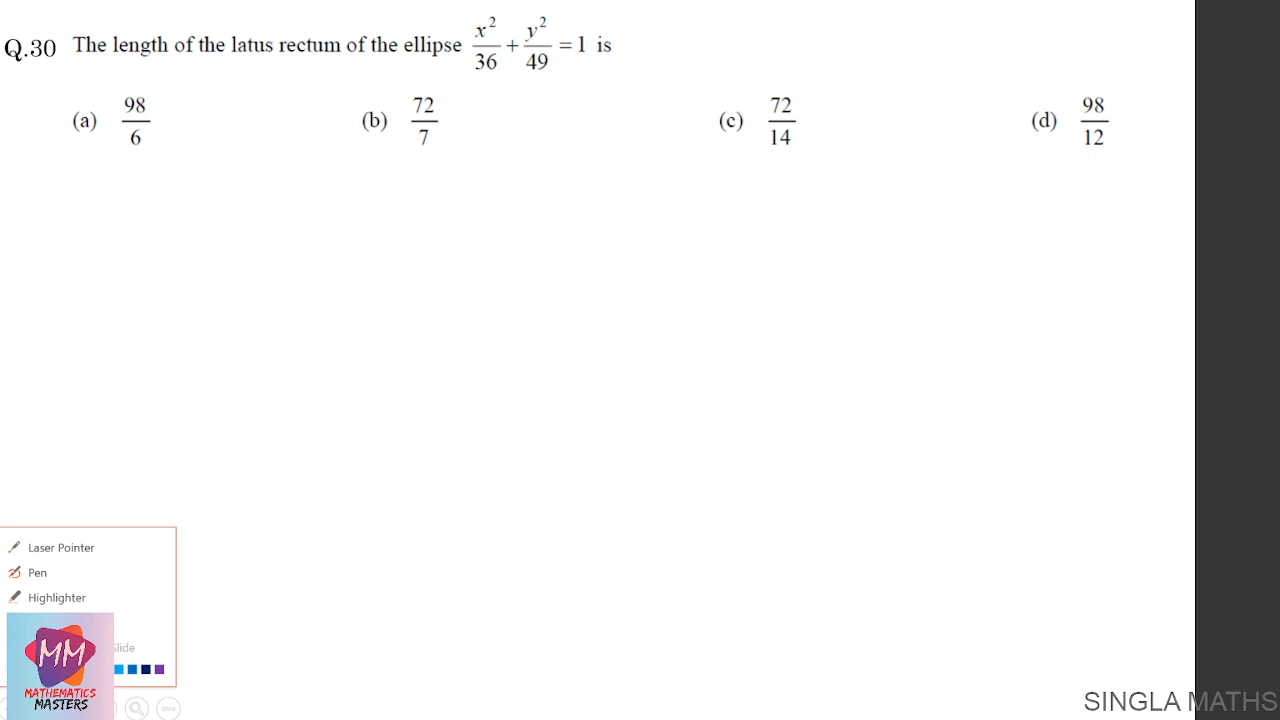 Q.30 The length of the latus rectum of the ellipse x²/36 + y²/49 = 1 is
(a) 98/6 (b) 72/7 (c) 72/14 (d) 98/12
Laser Pointer
Pen
Highlighter
Slide
MM
MATHEMATICS
MASTERS
SINGLA MATHS